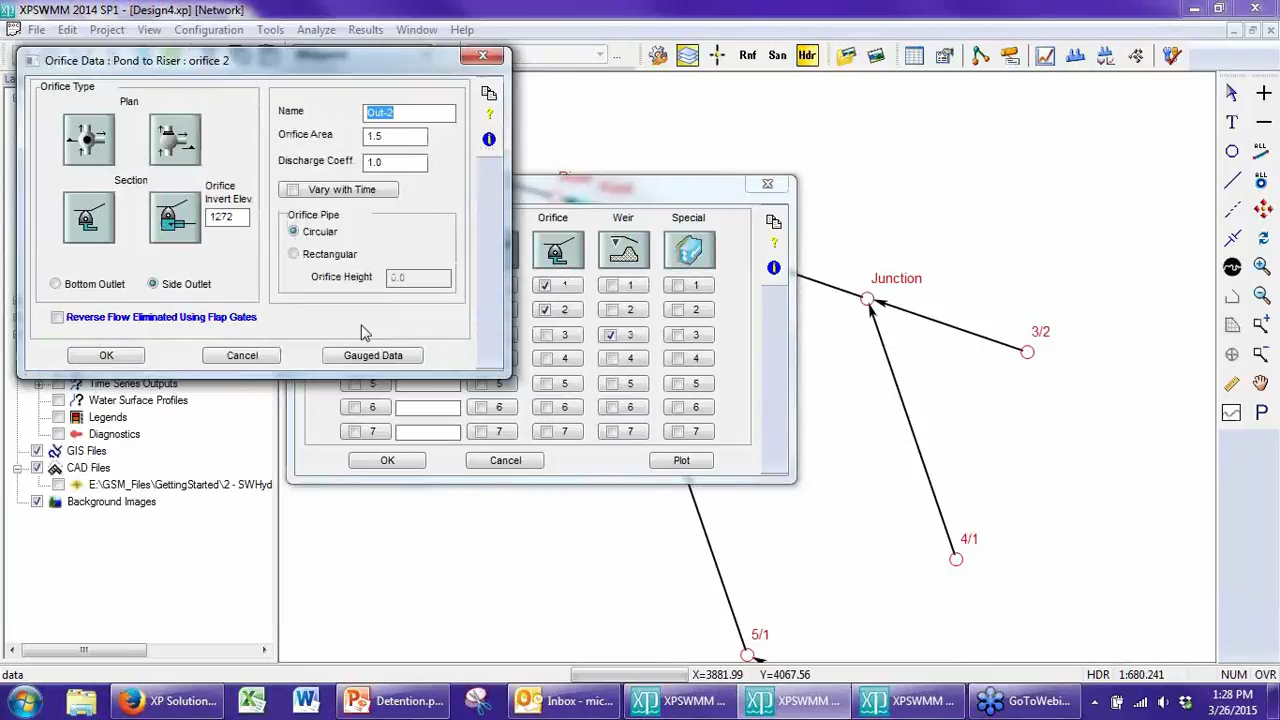 XPSWMM 2014 SP1 - [Design4.xp] - [Network]
File Edit View Project Configuration Tools Analyze Results Window Help
... Rnf San Hdr
Orifice Data : Pond to Riser : orifice 2
Orifice Type
Plan
Section
Orifice
Invert Elev.
1272
Bottom Outlet Side Outlet
Reverse Flow Eliminated Using Flap Gates
Name Out-2
Orifice Area 1.5
Discharge Coeff. 1.0
Vary with Time
Orifice Pipe
Circular
Rectangular
Orifice Height 0.0
OK Cancel Gauged Data
Orifice Weir Special
1 1 1
2 2 2
3 3 3
4 4 4
5 5 5 5 5
6 6 6 6 6
7 7 7 7 7
OK Cancel Plot
Time Series Outputs
Water Surface Profiles
Legends
Diagnostics
GIS Files
CAD Files
E:\GSM_Files\GettingStarted\2 - SWHyd
Background Images
Junction
3/2
4/1
5/1
ALL
ALL
T
P
data X=3881.99 Y=4067.56 HDR 1:680.241 NUM OVR
XP Solution... Detention.p... Inbox - mic... XPSWMM ... XPSWMM ... XPSWMM ... GoToWebi...
1:28 PM
3/26/2015